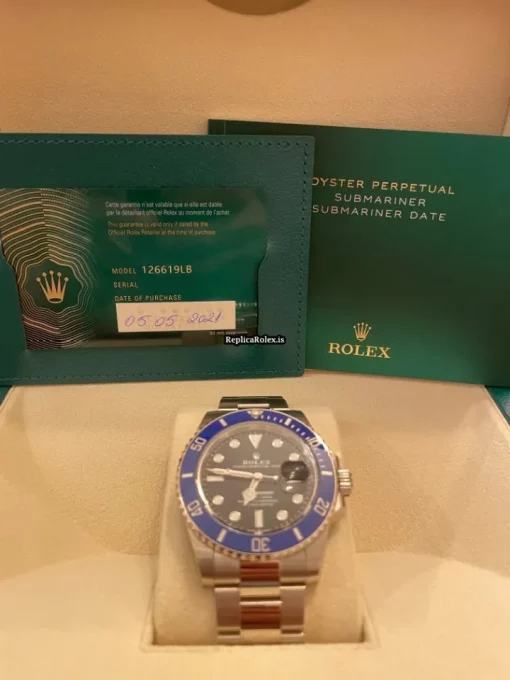 OYSTER PERPETUAL
SUBMARINER
SUBMARINER DATE
ROLEX
Cette garantie n'est valable que si elle est datée
par le détaillant officiel Rolex au moment de l'achat
This guarantee is valid only if dated by the
Official Rolex Retailer at the time of purchase
MODEL 126619LB
SERIAL
DATE OF PURCHASE
05 05 2021
ReplicaRolex.is
ROLEX
50
10
40
20
30